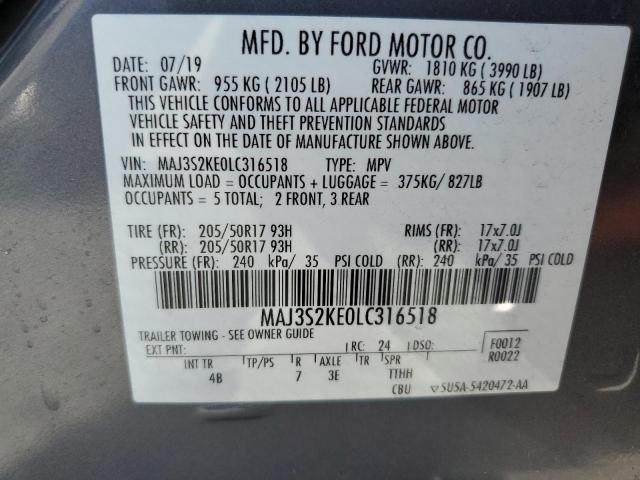 MFD. BY FORD MOTOR CO.
DATE: 07/19 GVWR: 1810 KG ( 3990 LB)
FRONT GAWR: 955 KG ( 2105 LB) REAR GAWR: 865 KG ( 1907 LB)
THIS VEHICLE CONFORMS TO ALL APPLICABLE FEDERAL MOTOR
VEHICLE SAFETY AND THEFT PREVENTION STANDARDS
IN EFFECT ON THE DATE OF MANUFACTURE SHOWN ABOVE.
VIN: MAJ3S2KE0LC316518 TYPE: MPV
MAXIMUM LOAD = OCCUPANTS + LUGGAGE = 375KG/ 827LB
OCCUPANTS = 5 TOTAL; 2 FRONT, 3 REAR
TIRE (FR): 205/50R17 93H RIMS (FR): 17x7.0J
(RR): 205/50R17 93H (RR): 17x7.0J
PRESSURE (FR): 240 kPa/ 35 PSI COLD (RR): 240 kPa/ 35 PSI COLD
MAJ3S2KE0LC316518
TRAILER TOWING - SEE OWNER GUIDE
EXT PNT: RC: 24 DSO: F0012
R0022
INT TR TP/PS R AXLE TR SPR
4B 7 3E TTHH
CBU SU5A-5420472-AA